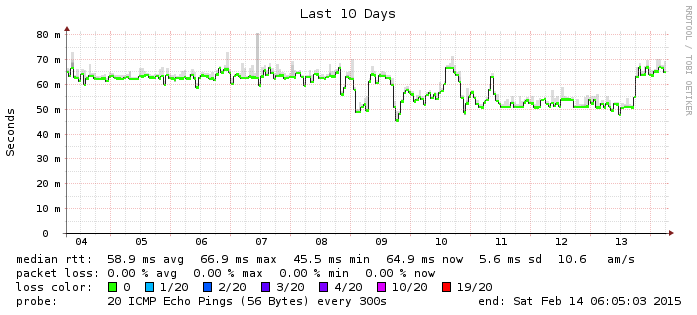 Last 10 Days
RRDTOOL / TOBI OETIKER
Seconds
80 m
70 m
60 m
50 m
40 m
30 m
20 m
10 m
0
04 05 06 07 08 09 10 11 12 13
median rtt: 58.9 ms avg 66.9 ms max 45.5 ms min 64.9 ms now 5.6 ms sd 10.6 am/s
packet loss: 0.00 % avg 0.00 % max 0.00 % min 0.00 % now
loss color: 0 1/20 2/20 3/20 4/20 10/20 19/20
probe: 20 ICMP Echo Pings (56 Bytes) every 300s end: Sat Feb 14 06:05:03 2015